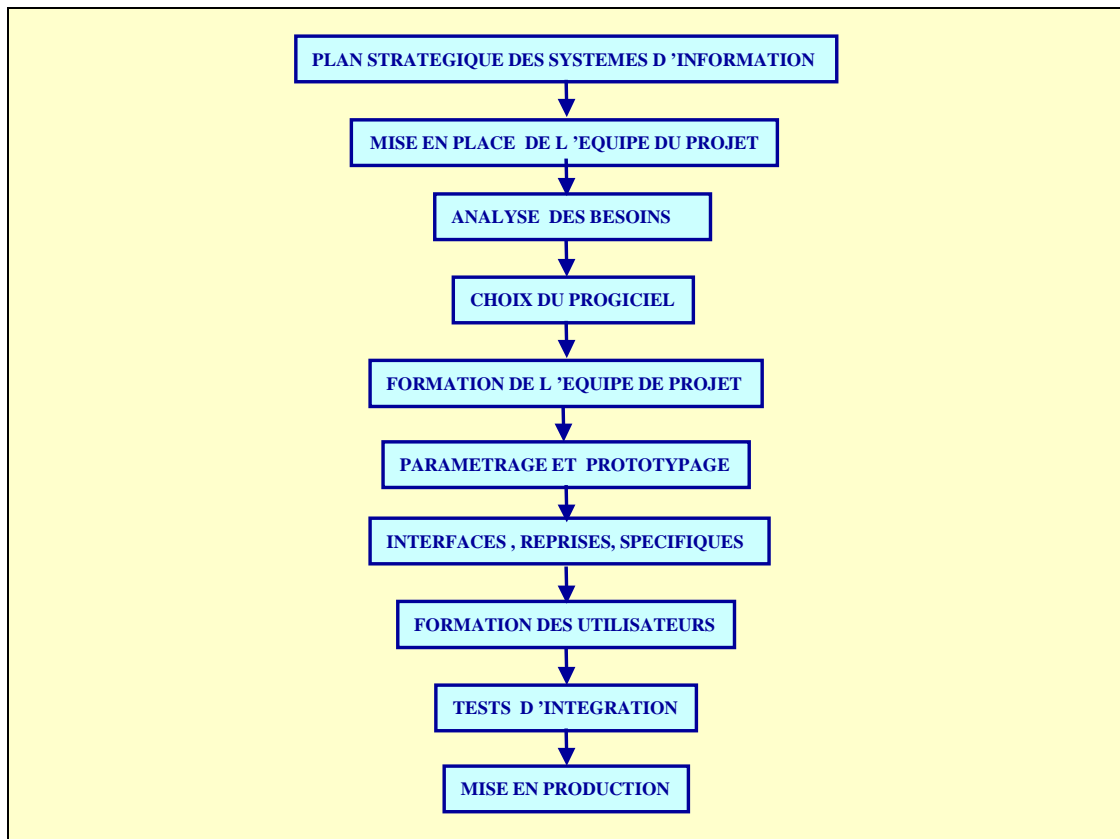 PLAN STRATEGIQUE DES SYSTEMES D ’INFORMATION
MISE EN PLACE DE L ’EQUIPE DU PROJET
ANALYSE DES BESOINS
CHOIX DU PROGICIEL
FORMATION DE L ’EQUIPE DE PROJET
PARAMETRAGE ET PROTOTYPAGE
INTERFACES , REPRISES, SPECIFIQUES
FORMATION DES UTILISATEURS
TESTS D ’INTEGRATION
MISE EN PRODUCTION